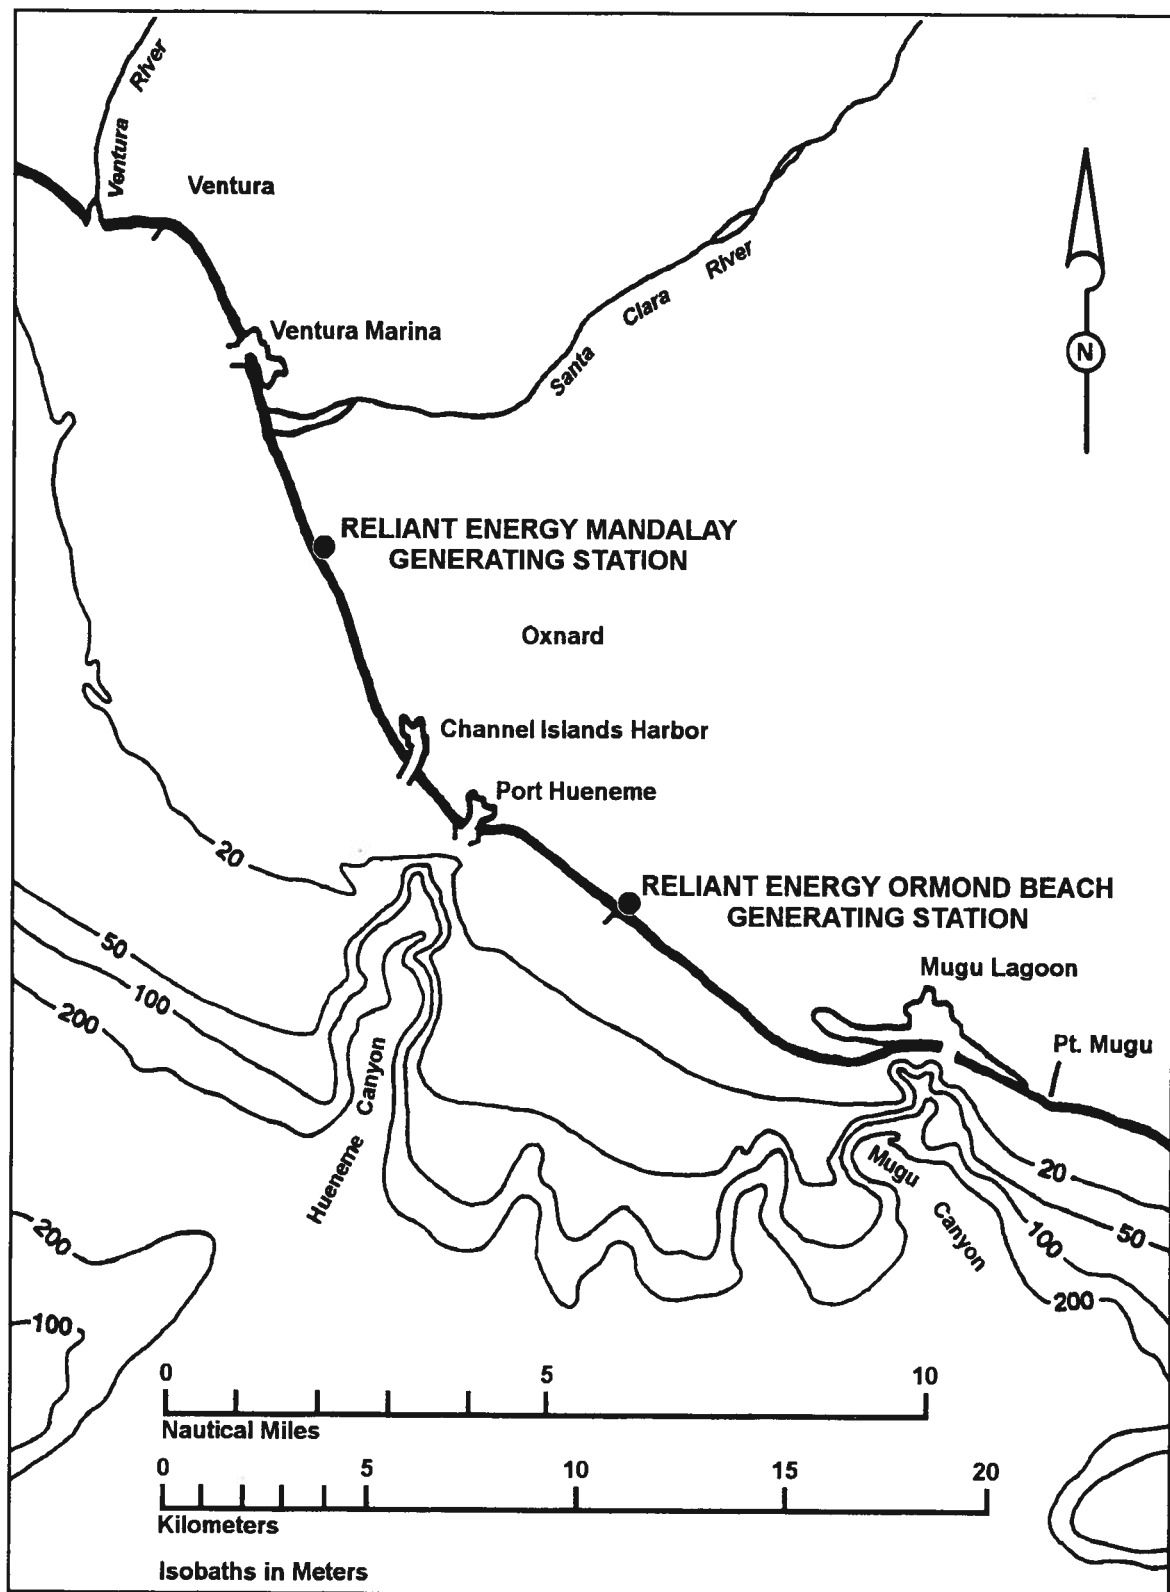 Ventura River
Ventura
Ventura Marina
Santa Clara River
N
RELIANT ENERGY MANDALAY
GENERATING STATION
Oxnard
Channel Islands Harbor
Port Hueneme
20
RELIANT ENERGY ORMOND BEACH
GENERATING STATION
50
100
200
Mugu Lagoon
Pt. Mugu
Hueneme Canyon
Mugu Canyon
20
50
100
200
200
100
0 5 10
Nautical Miles
0 5 10 15 20
Kilometers
Isobaths in Meters